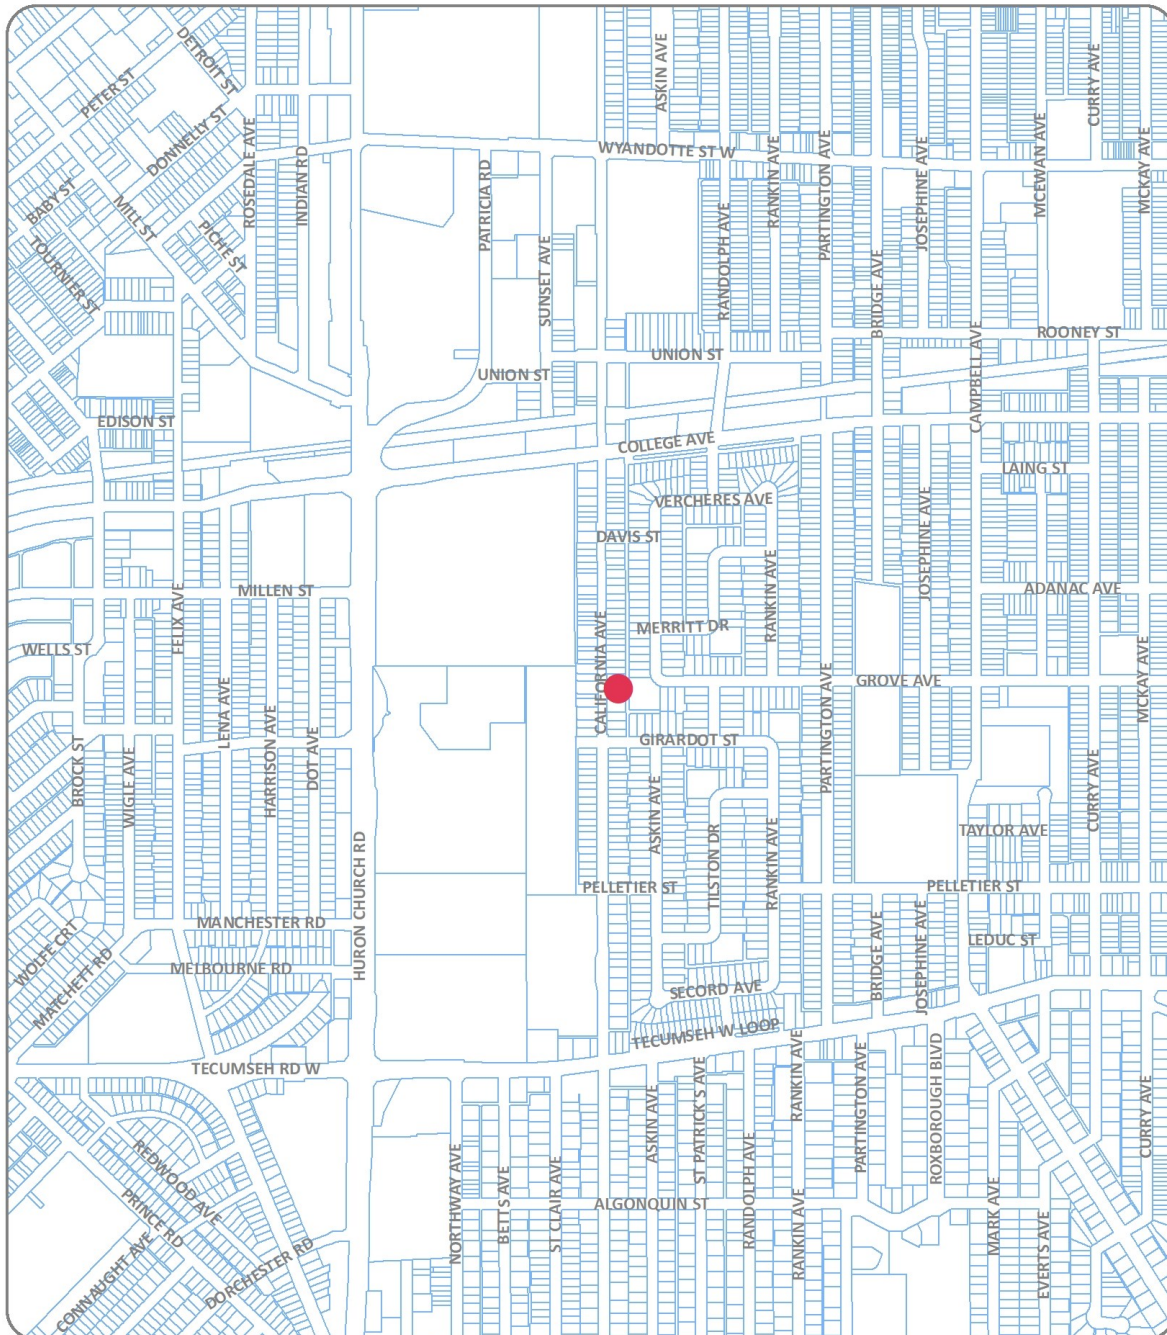 DETROIT ST
ASKIN AVE
CURRY AVE
PETER ST
DONNELLY ST
ROSEDALE AVE
INDIAN RD
WYANDOTTE ST W
RANKIN AVE
PARTINGTON AVE
JOSEPHINE AVE
MCEWAN AVE
MCKAY AVE
BABY ST
MILL ST
PICHE ST
PATRICIA RD
SUNSET AVE
RANDOLPH AVE
BRIDGE AVE
TOURNIER ST
ROONEY ST
UNION ST
UNION ST
CAMPBELL AVE
EDISON ST
COLLEGE AVE
LAING ST
VERCHERES AVE
DAVIS ST
JOSEPHINE AVE
MILLEN ST
FELIX AVE
RANKIN AVE
ADANAC AVE
MERRITT DR
WELLS ST
CALIFORNIA AVE
GROVE AVE
PARTINGTON AVE
MCKAY AVE
LENA AVE
HARRISON AVE
DOT AVE
GIRARDOT ST
BROCK ST
WIGLE AVE
ASKIN AVE
CURRY AVE
TAYLOR AVE
TILSTON DR
RANKIN AVE
HURON CHURCH RD
PELLETIER ST
PELLETIER ST
MANCHESTER RD
WOLFE CRT
MATCHETT RD
MELBOURNE RD
BRIDGE AVE
JOSEPHINE AVE
LEDUC ST
SECORD AVE
TECUMSEH W LOOP
TECUMSEH RD W
RANKIN AVE
PARTINGTON AVE
ROXBOROUGH BLVD
CURRY AVE
ASKIN AVE
ST PATRICK'S AVE
REDWOOD AVE
PRINCE RD
CONNAUGHT AVE
DORCHESTER RD
NORTHWAY AVE
BETTS AVE
ST CLAIR AVE
ALGONQUIN ST
RANDOLPH AVE
RANKIN AVE
MARK AVE
EVERTS AVE